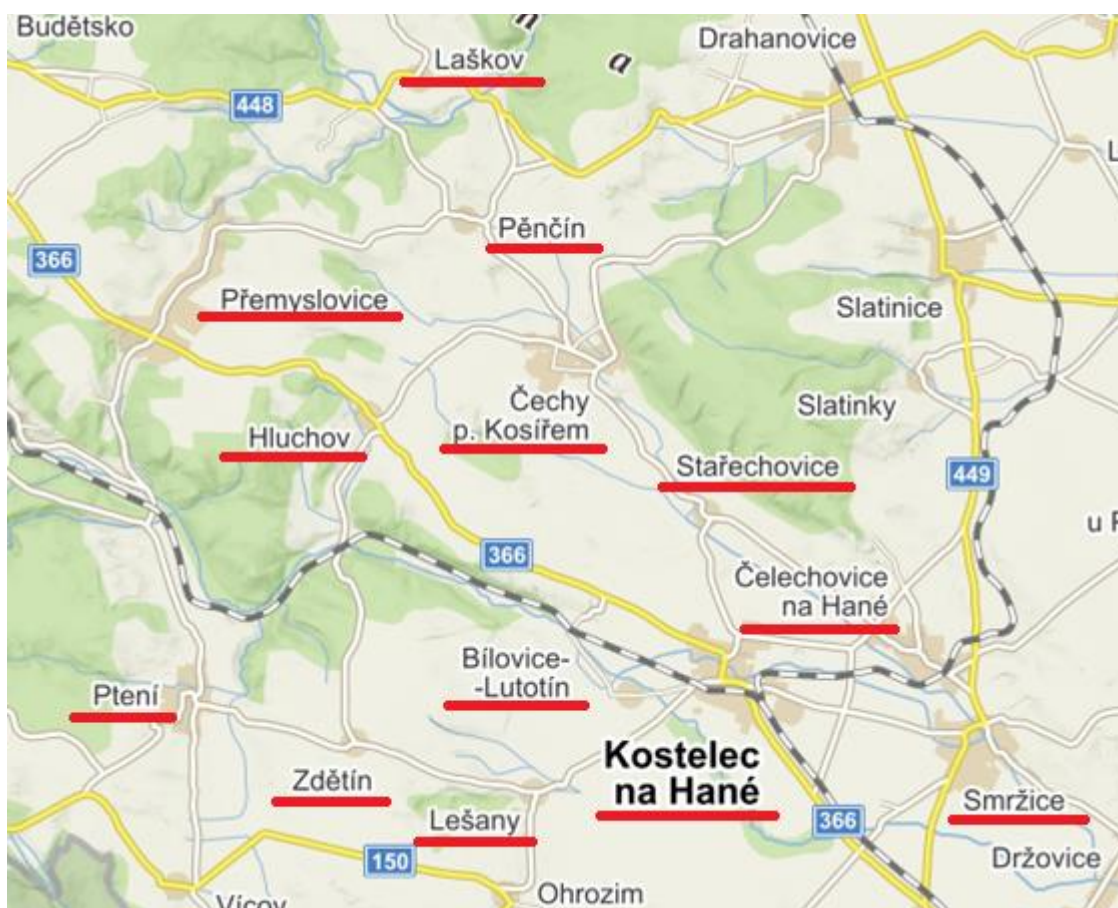 Budětsko
Laškov
n
a
Drahanovice
448
Pěnčín
366
Přemyslovice
Slatinice
Čechy
p. Kosířem
Slatinky
Hluchov
Stařechovice
449
u
366
Čelechovice
na Hané
Bílovice-
-Lutotín
Ptení
Kostelec
na Hané
Zdětín
Smržice
Lešany
366
150
Držovice
Ohrozim
Vícov